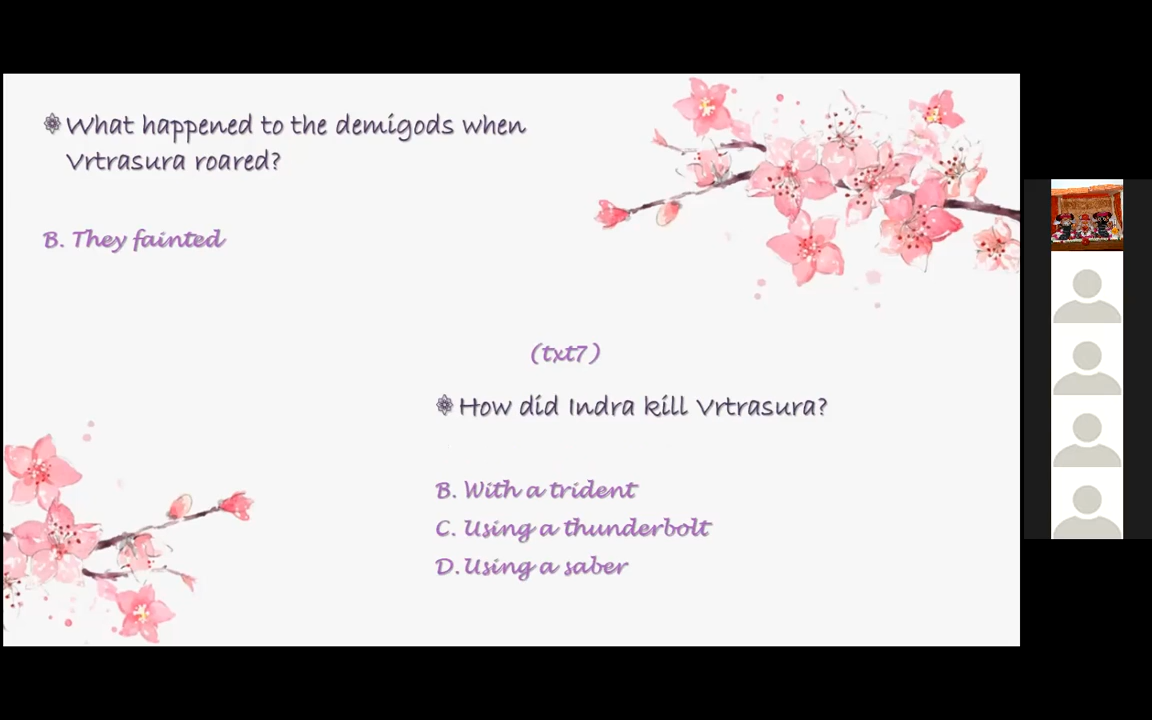 What happened to the demigods when
Vrtrasura roared?
B. They fainted
(txt7)
How did Indra kill Vrtrasura?
B. With a trident
C. Using a thunderbolt
D. Using a saber